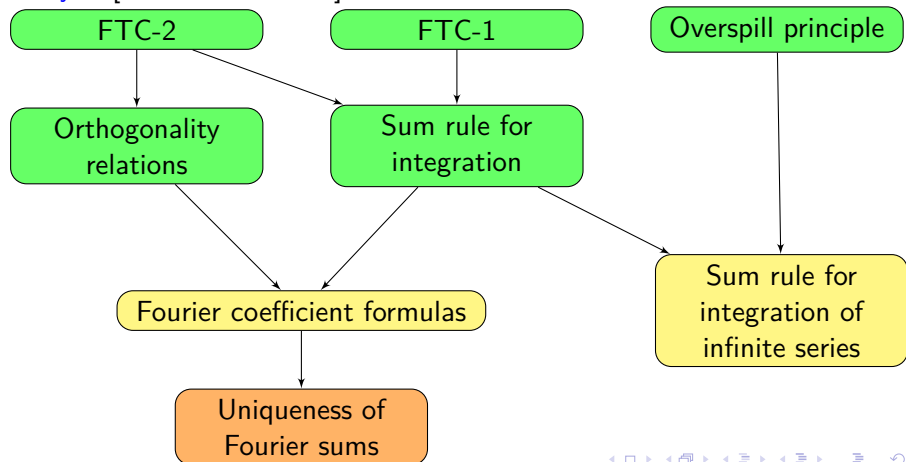 FTC-2
FTC-1
Overspill principle
Orthogonality
relations
Sum rule for
integration
Fourier coefficient formulas
Sum rule for
integration of
infinite series
Uniqueness of
Fourier sums